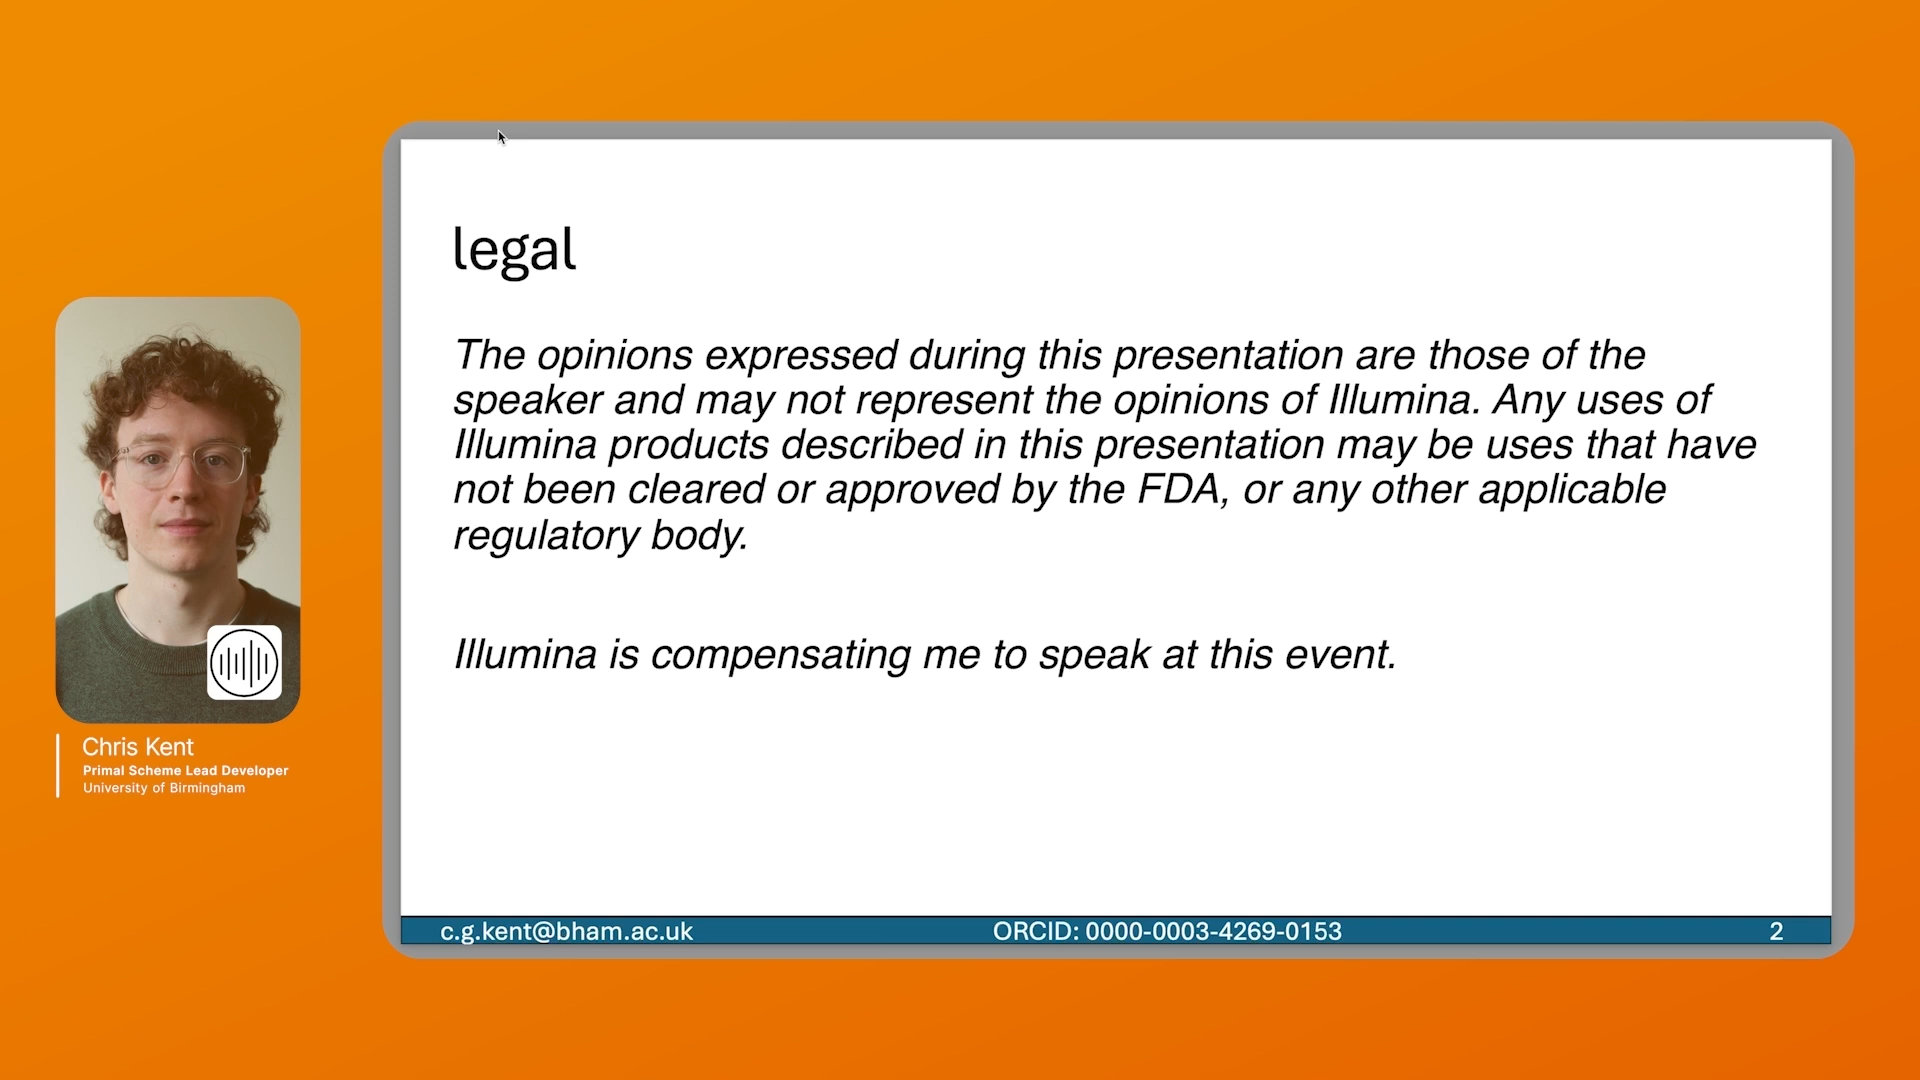 legal
The opinions expressed during this presentation are those of the
speaker and may not represent the opinions of Illumina. Any uses of
Illumina products described in this presentation may be uses that have
not been cleared or approved by the FDA, or any other applicable
regulatory body.
Illumina is compensating me to speak at this event.
Chris Kent
Primal Scheme Lead Developer
University of Birmingham
c.g.kent@bham.ac.uk
ORCID: 0000-0003-4269-0153
2